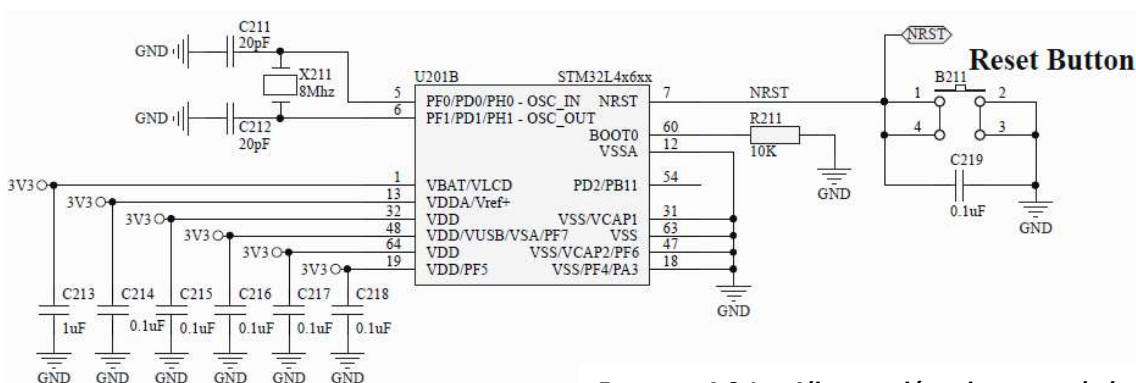 C211
20pF
GND
X211
8Mhz
GND
C212
20pF
U201B
STM32L4x6xx
5
PF0/PD0/PH0 - OSC_IN
6
PF1/PD1/PH1 - OSC_OUT
NRST
7
NRST
BOOT0
60
VSSA
12
R211
10K
GND
NRST
Reset Button
B211
1
2
4
3
C219
0.1uF
GND
3V3
1
VBAT/VLCD
3V3
13
VDDA/Vref+
3V3
32
VDD
3V3
48
VDD/VUSB/VSA/PF7
3V3
64
VDD
3V3
19
VDD/PF5
PD2/PB11
54
VSS/VCAP1
31
VSS
63
VSS/VCAP2/PF6
47
VSS/PF4/PA3
18
GND
C213
1uF
C214
0.1uF
C215
0.1uF
C216
0.1uF
C217
0.1uF
C218
0.1uF
GND
GND
GND
GND
GND
GND